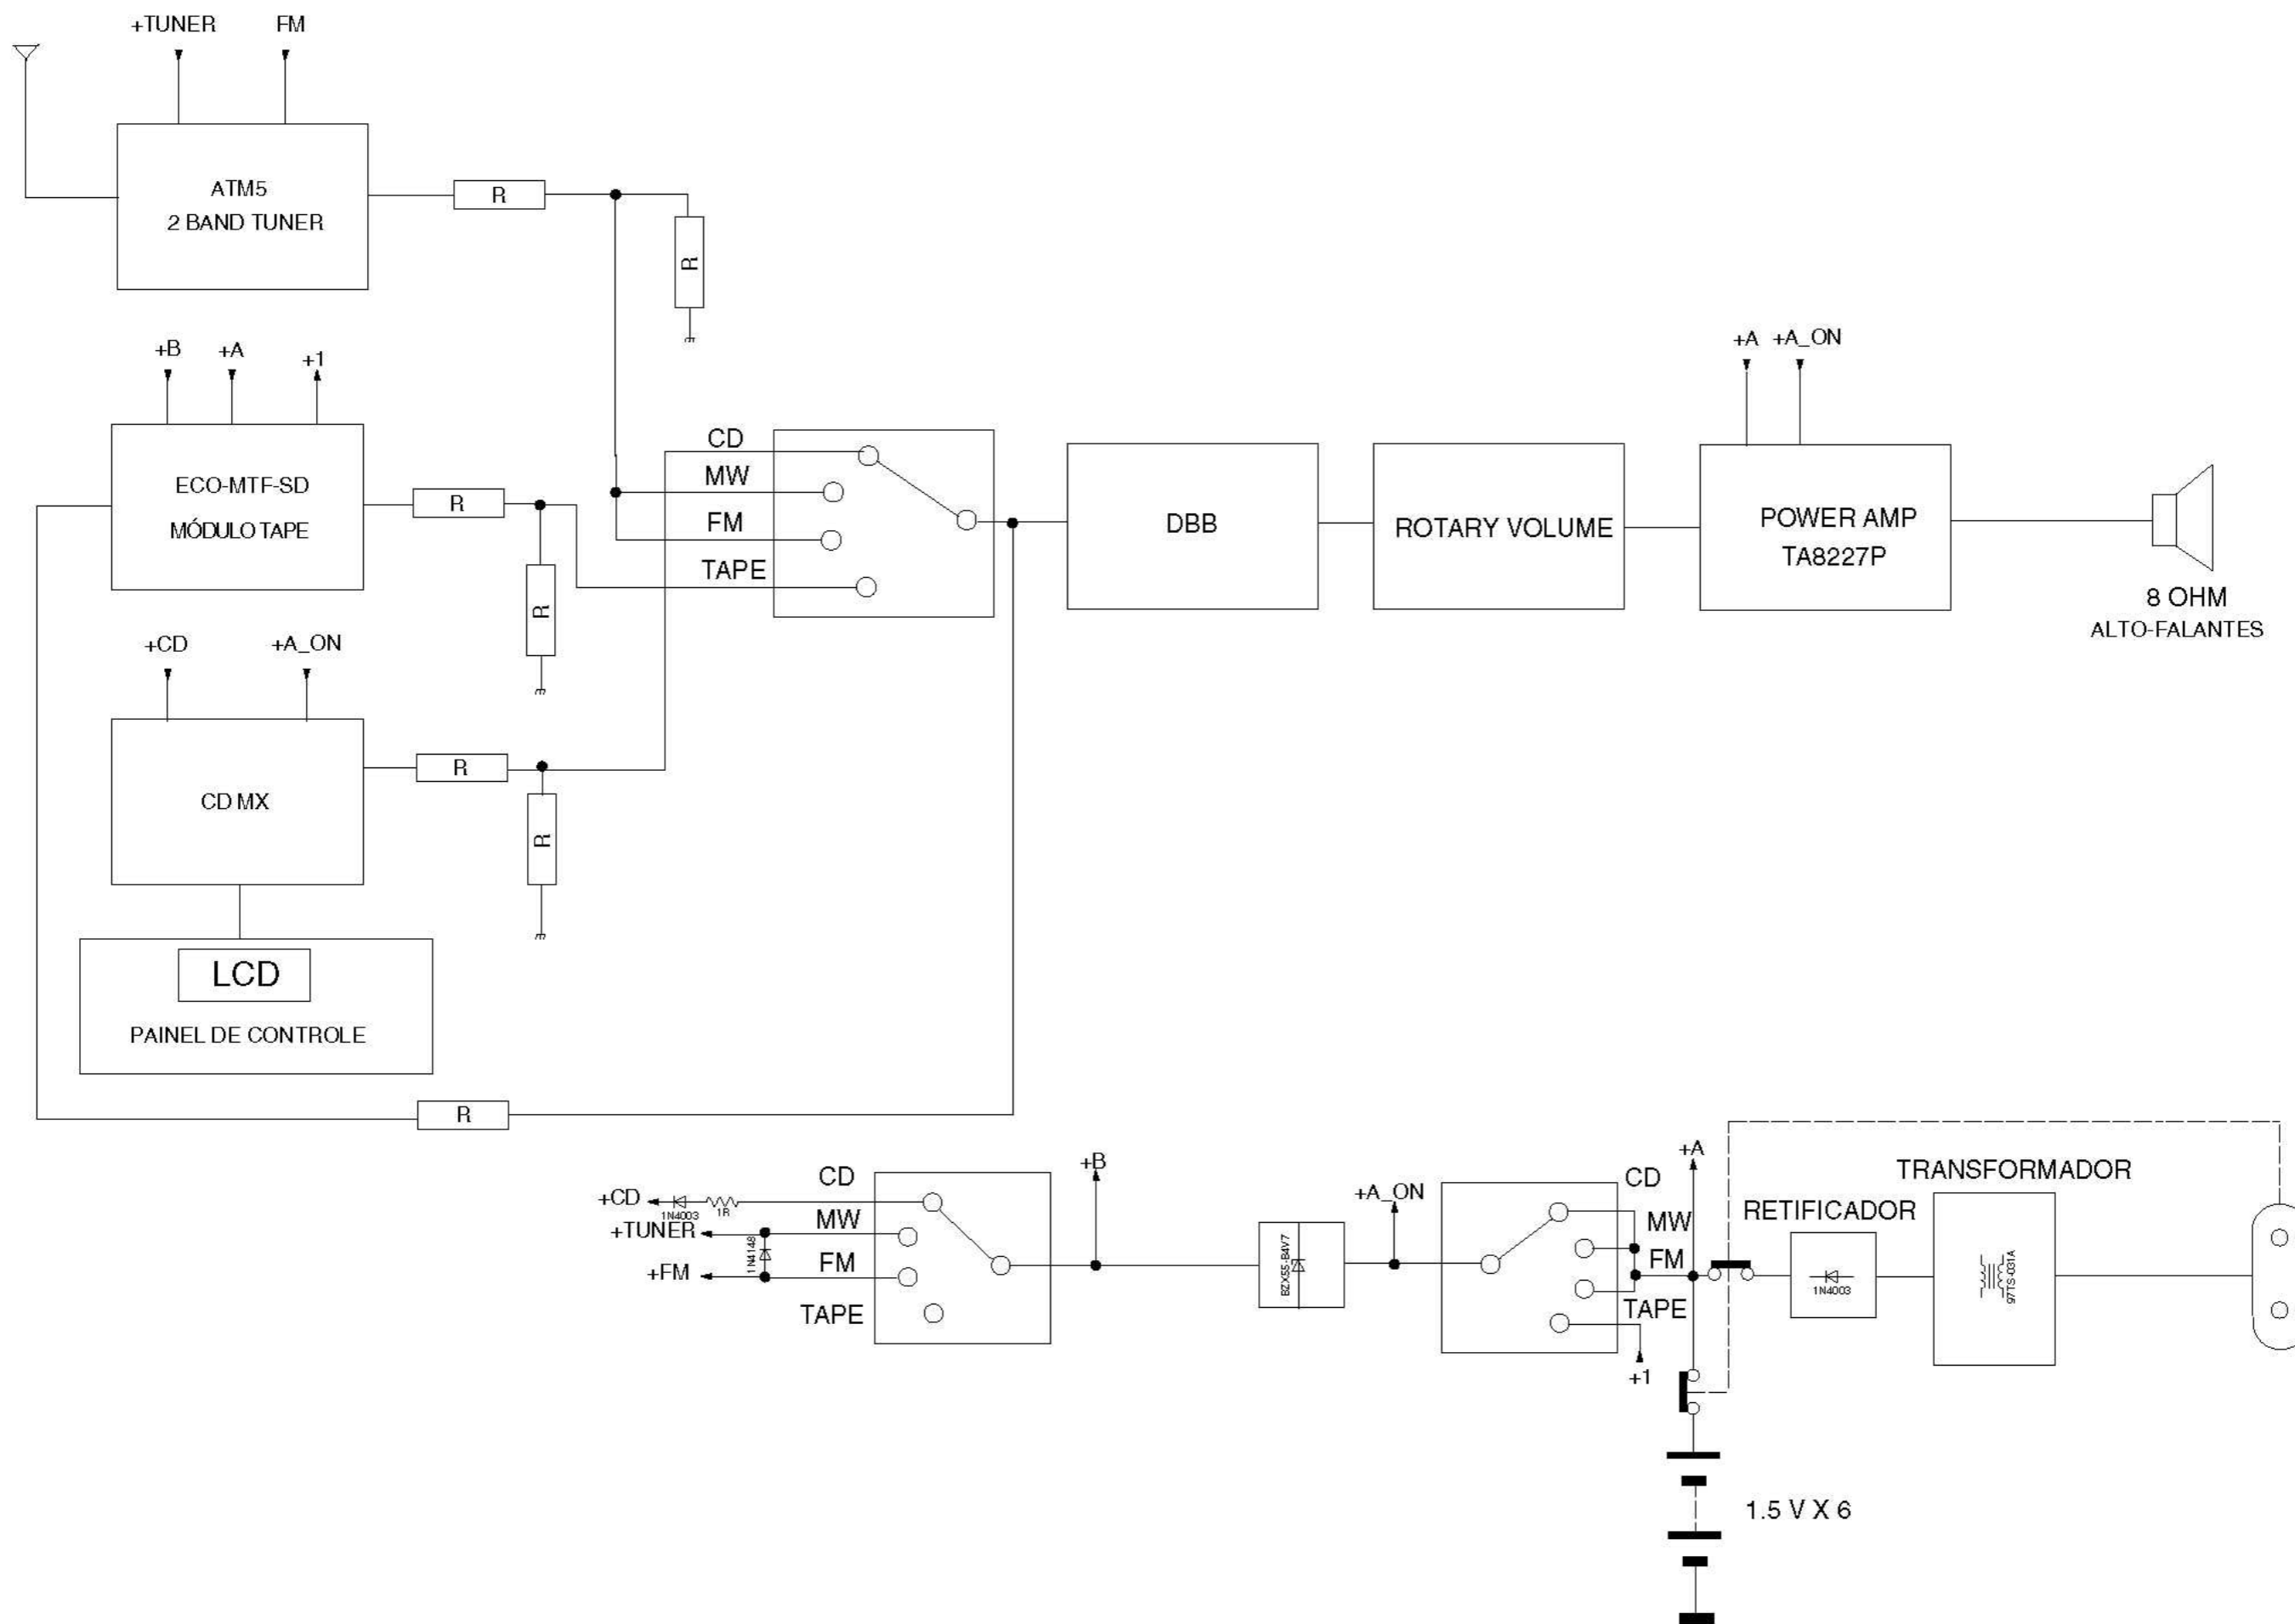 +TUNER
FM
ATM5
2 BAND TUNER
R
R
+B
+A
+1
ECO-MTF-SD
MÓDULO TAPE
R
R
+CD
+A_ON
CD MX
R
R
LCD
PAINEL DE CONTROLE
R
CD
MW
FM
TAPE
DBB
ROTARY VOLUME
+A
+A_ON
POWER AMP
TA8227P
8 OHM
ALTO-FALANTES
+CD
1N4003
1R
+TUNER
1N4148
+FM
CD
MW
FM
TAPE
+B
BZX55-B4V7
+A_ON
CD
MW
FM
TAPE
+1
+A
RETIFICADOR
1N4003
TRANSFORMADOR
97TS-031A
1.5 V X 6